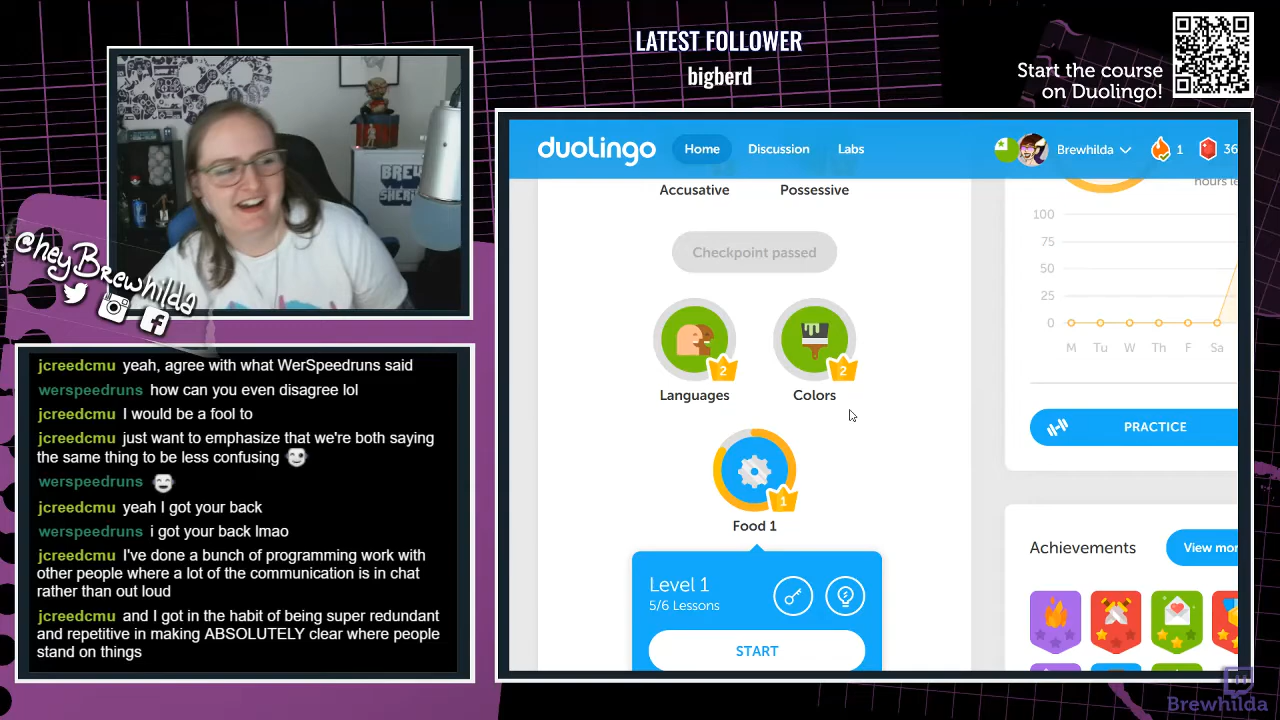 LATEST FOLLOWER
bigberd
Start the course
on Duolingo!
@heyBrewhilda
duolingo
Home
Discussion
Labs
Brewhilda
1
36
Accusative
Possessive
Checkpoint passed
2
2
Languages
Colors
1
Food 1
Level 1
5/6 Lessons
START
hours le
100
75
50
25
0
M Tu W Th F Sa
PRACTICE
Achievements
View mor
jcreedcmu yeah, agree with what WerSpeedruns said
werspeedruns how can you even disagree lol
jcreedcmu I would be a fool to
jcreedcmu just want to emphasize that we're both saying
the same thing to be less confusing
werspeedruns
jcreedcmu yeah I got your back
werspeedruns i got your back lmao
jcreedcmu I've done a bunch of programming work with
other people where a lot of the communication is in chat
rather than out loud
jcreedcmu and I got in the habit of being super redundant
and repetitive in making ABSOLUTELY clear where people
stand on things
Brewhilda